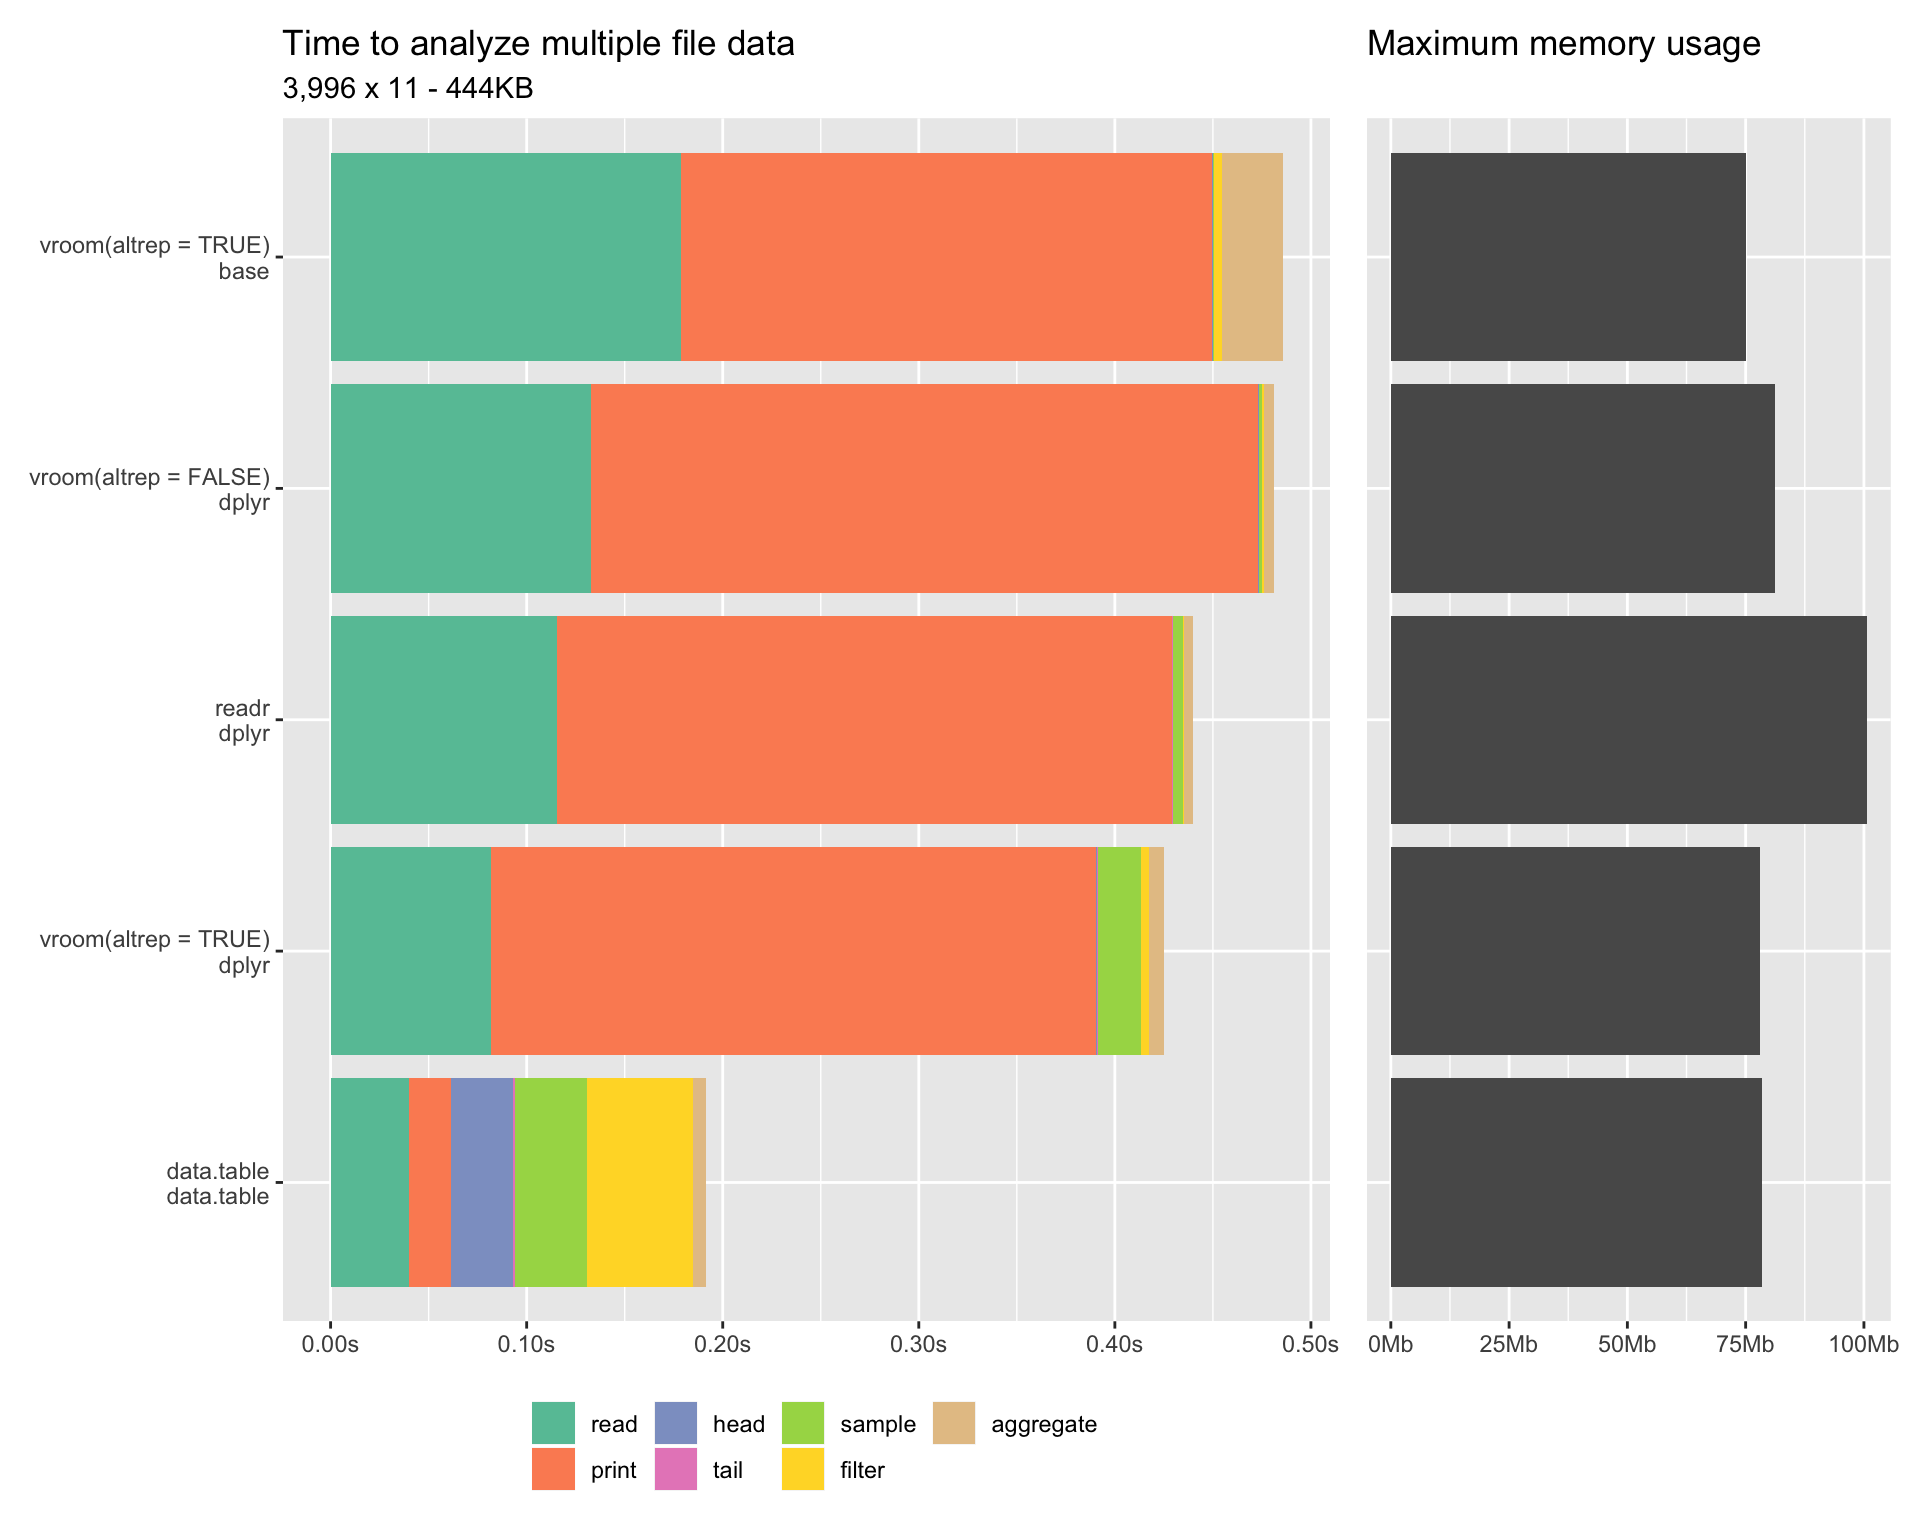 Time to analyze multiple file data
3,996 x 11 - 444KB
Maximum memory usage
vroom(altrep = TRUE)
base
vroom(altrep = FALSE)
dplyr
readr
dplyr
vroom(altrep = TRUE)
dplyr
data.table
data.table
0.00s 0.10s 0.20s 0.30s 0.40s 0.50s
0Mb 25Mb 50Mb 75Mb 100Mb
read head sample aggregate
print tail filter